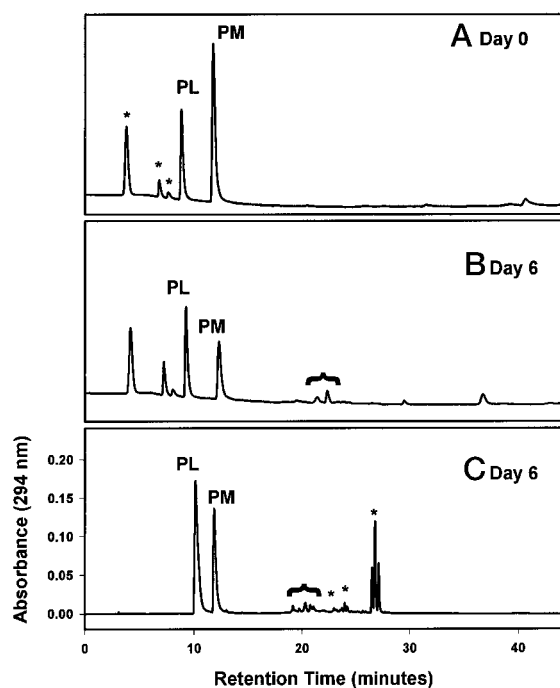 A Day 0
PM
PL
*
*
*
B Day 6
PL
PM
C Day 6
PL
PM
*
*
*
0.20
0.15
0.10
0.05
0.00
Absorbance (294 nm)
0 10 20 30 40
Retention Time (minutes)